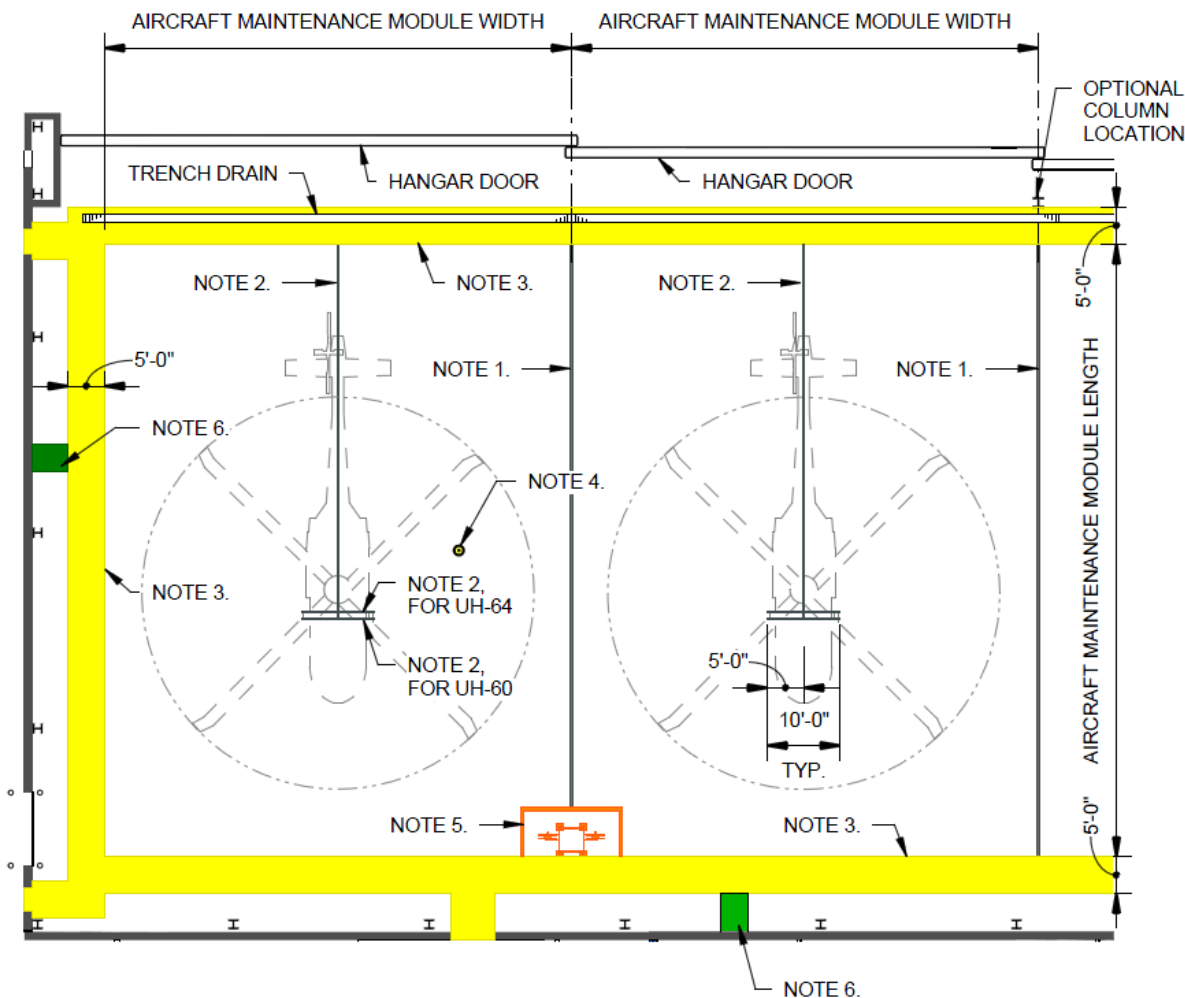 AIRCRAFT MAINTENANCE MODULE WIDTH
AIRCRAFT MAINTENANCE MODULE WIDTH
OPTIONAL
COLUMN
LOCATION
TRENCH DRAIN
HANGAR DOOR
HANGAR DOOR
NOTE 2.
NOTE 3.
NOTE 2.
5'-0"
5'-0"
NOTE 1.
NOTE 1.
NOTE 6.
NOTE 4.
AIRCRAFT MAINTENANCE MODULE LENGTH
NOTE 3.
NOTE 2,
FOR UH-64
NOTE 2,
FOR UH-60
5'-0"
10'-0"
TYP.
NOTE 5.
NOTE 3.
5'-0"
NOTE 6.